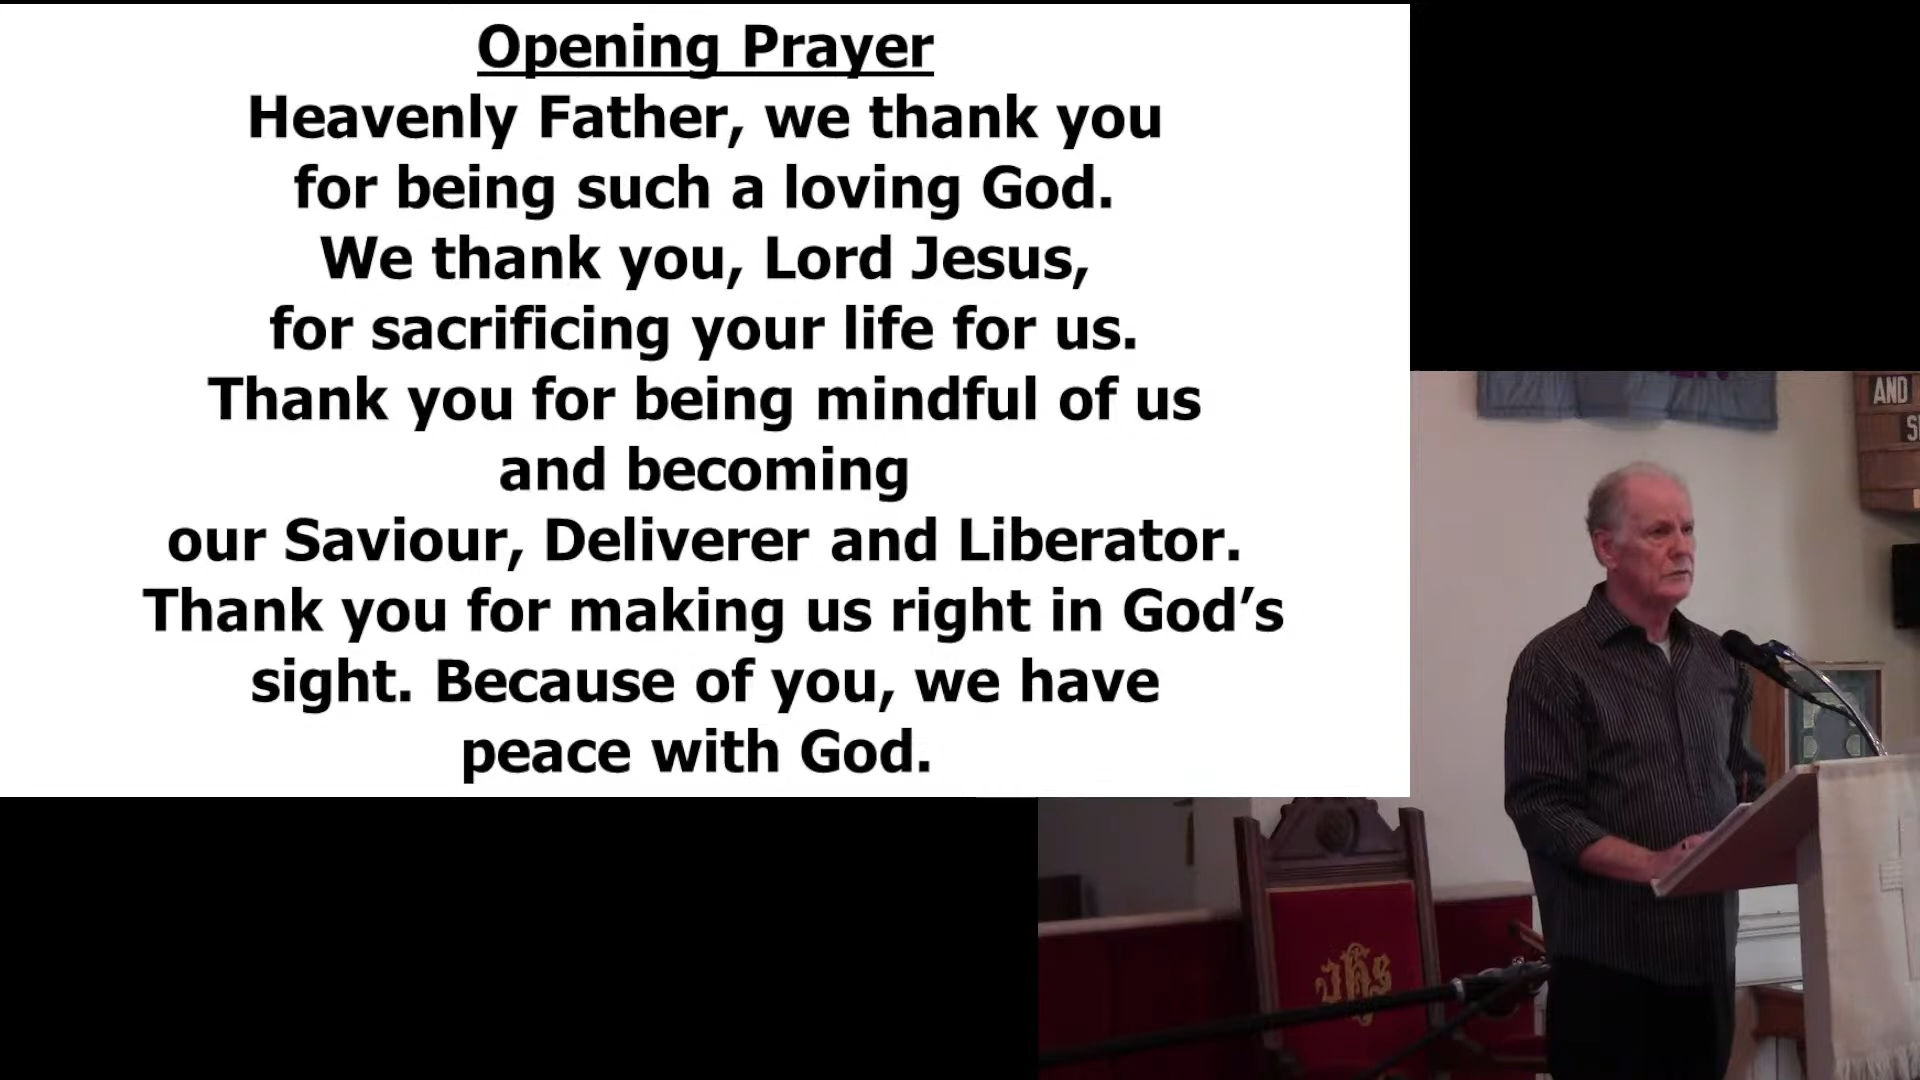 Opening Prayer
Heavenly Father, we thank you
for being such a loving God.
We thank you, Lord Jesus,
for sacrificing your life for us.
Thank you for being mindful of us
and becoming
our Saviour, Deliverer and Liberator.
Thank you for making us right in God’s
sight. Because of you, we have
peace with God.
AND
IHS